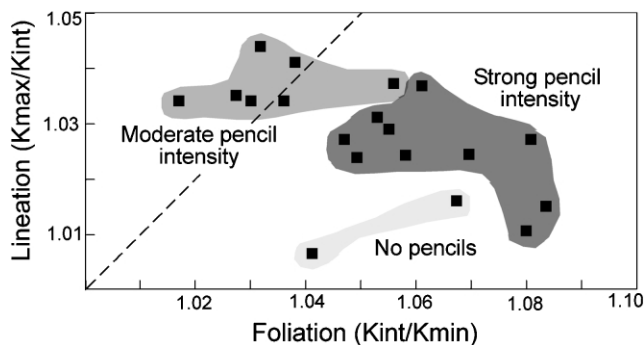 1.05
1.03
1.01
Lineation (Kmax/Kint)
Strong pencil
intensity
Moderate pencil
intensity
No pencils
1.02
1.04
1.06
1.08
1.10
Foliation (Kint/Kmin)